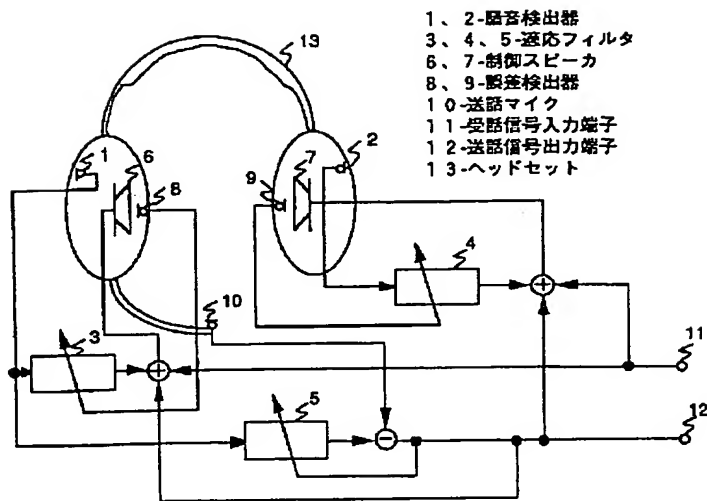 1、2-騒音検出器
3、4、5-適応フィルタ
6、7-制御スピーカ
8、9-誤差検出器
10-送話マイク
11-受話信号入力端子
12-送話信号出力端子
13-ヘッドセット
13
1
6
8
9
7
2
4
10
3
11
5
12